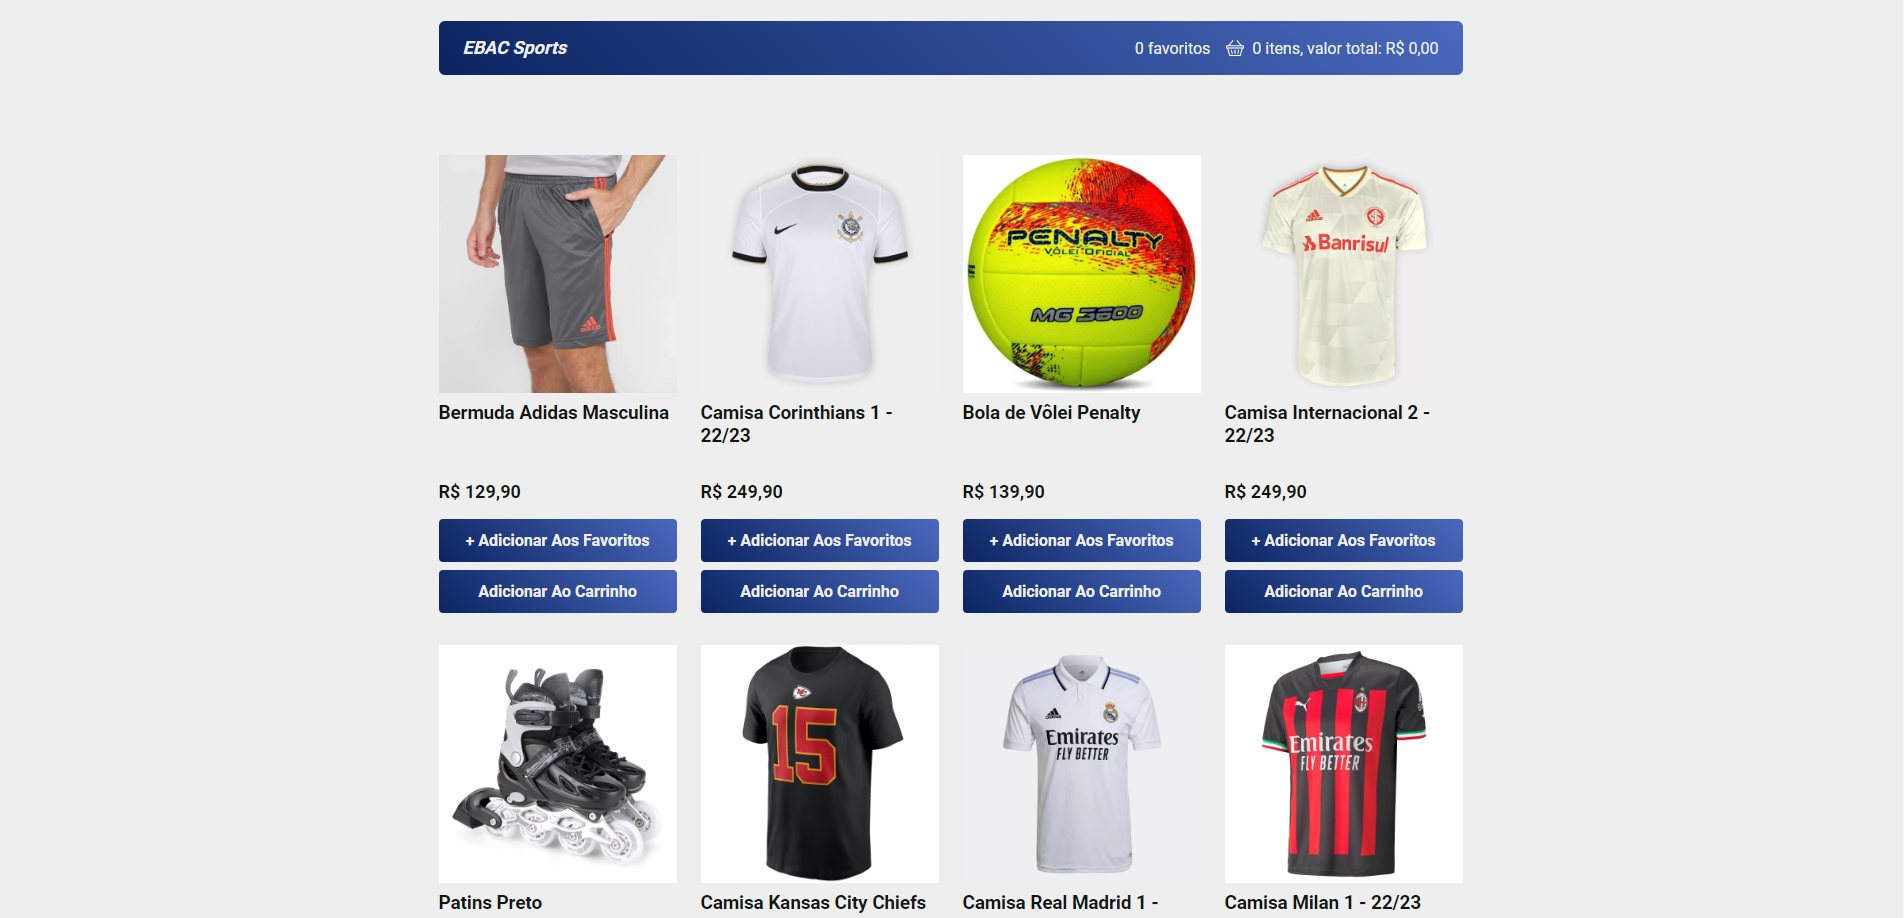 EBAC Sports
0 favoritos
0 itens, valor total: R$ 0,00
adidas
PENALTY
VÔLEI OFICIAL
MG 3600
adidas
Banrisul
Bermuda Adidas Masculina
Camisa Corinthians 1 -
22/23
Bola de Vôlei Penalty
Camisa Internacional 2 -
22/23
R$ 129,90
R$ 249,90
R$ 139,90
R$ 249,90
+ Adicionar Aos Favoritos
+ Adicionar Aos Favoritos
+ Adicionar Aos Favoritos
+ Adicionar Aos Favoritos
Adicionar Ao Carrinho
Adicionar Ao Carrinho
Adicionar Ao Carrinho
Adicionar Ao Carrinho
KC
15
Emirates
FLY BETTER
Emirates
FLY BETTER
Patins Preto
Camisa Kansas City Chiefs
Camisa Real Madrid 1 -
Camisa Milan 1 - 22/23